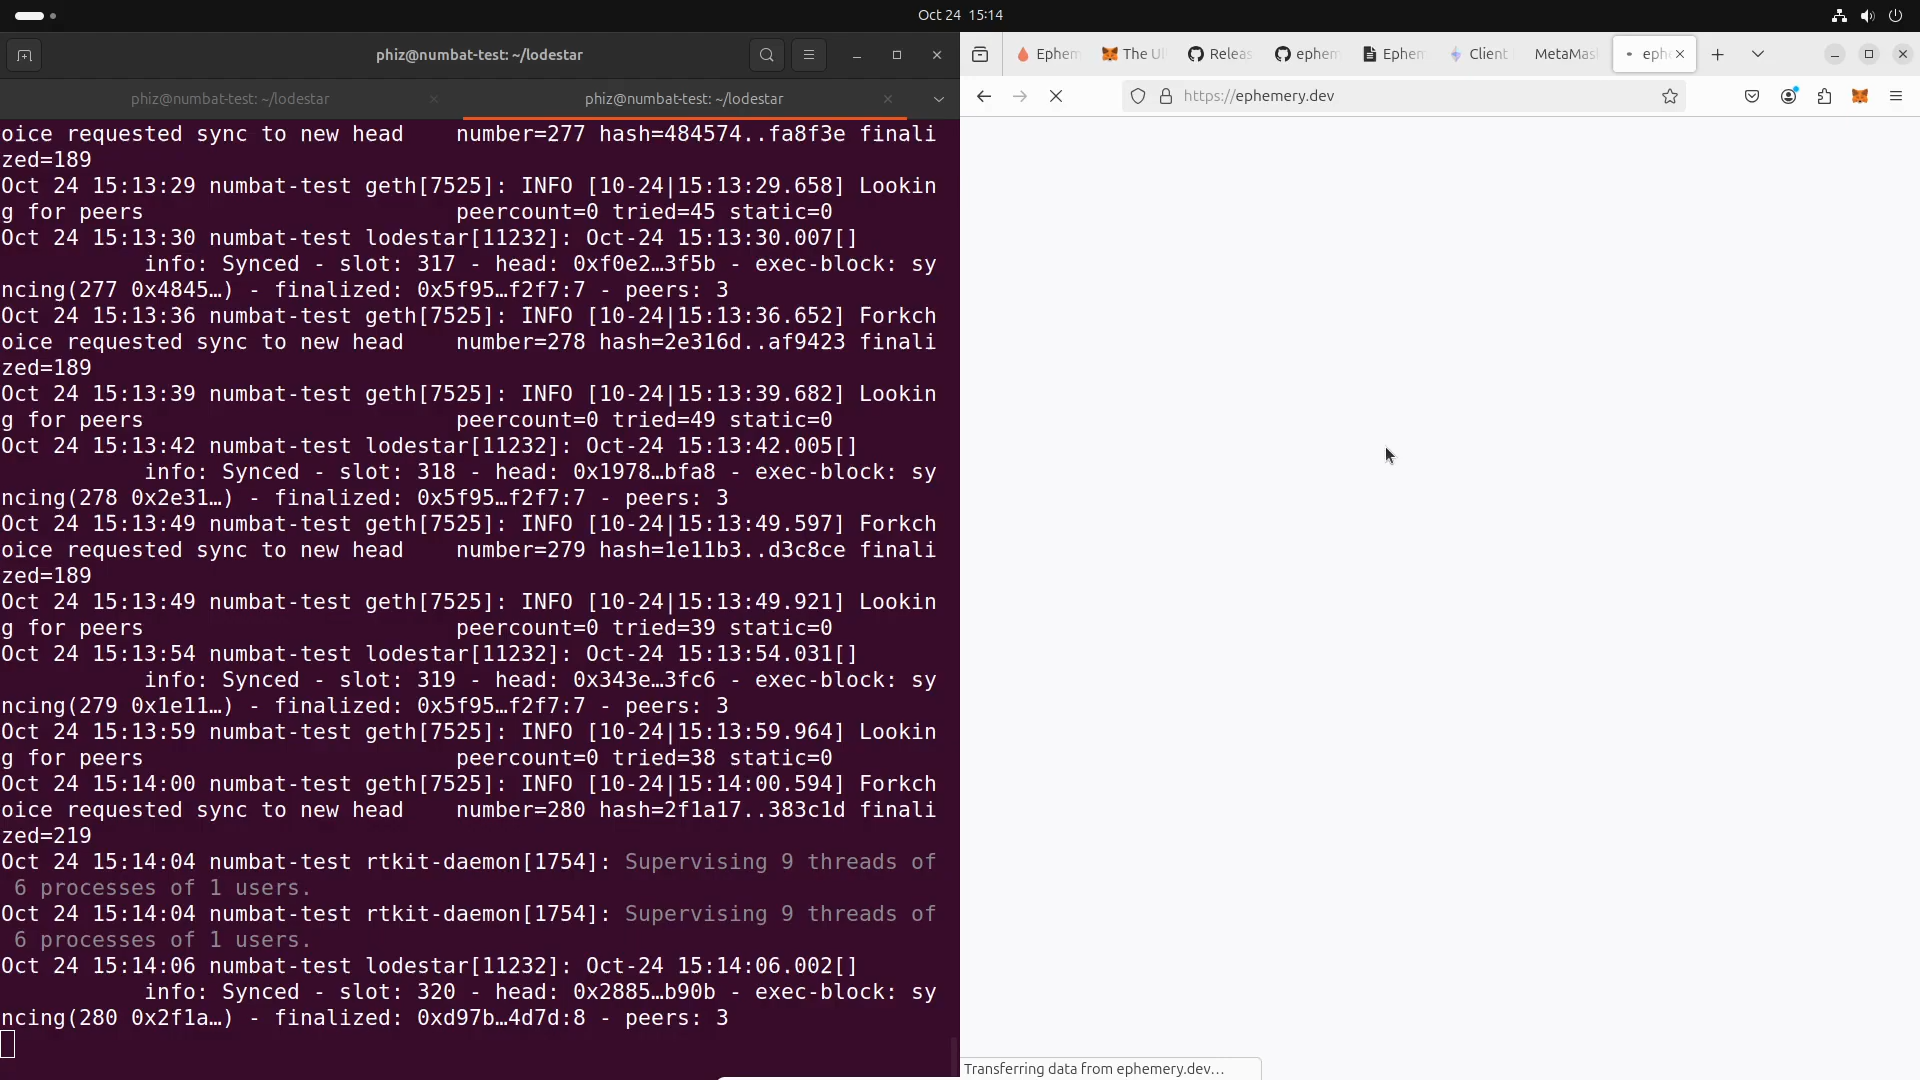 Oct 24 15:14
phiz@numbat-test: ~/lodestar
phiz@numbat-test: ~/lodestar
phiz@numbat-test: ~/lodestar
oice requested sync to new head    number=277 hash=484574..fa8f3e finali
zed=189
Oct 24 15:13:29 numbat-test geth[7525]: INFO [10-24|15:13:29.658] Lookin
g for peers                        peercount=0 tried=45 static=0
Oct 24 15:13:30 numbat-test lodestar[11232]: Oct-24 15:13:30.007[]
           info: Synced - slot: 317 - head: 0xf0e2…3f5b - exec-block: sy
ncing(277 0x4845…) - finalized: 0x5f95…f2f7:7 - peers: 3
Oct 24 15:13:36 numbat-test geth[7525]: INFO [10-24|15:13:36.652] Forkch
oice requested sync to new head    number=278 hash=2e316d..af9423 finali
zed=189
Oct 24 15:13:39 numbat-test geth[7525]: INFO [10-24|15:13:39.682] Lookin
g for peers                        peercount=0 tried=49 static=0
Oct 24 15:13:42 numbat-test lodestar[11232]: Oct-24 15:13:42.005[]
           info: Synced - slot: 318 - head: 0x1978…bfa8 - exec-block: sy
ncing(278 0x2e31…) - finalized: 0x5f95…f2f7:7 - peers: 3
Oct 24 15:13:49 numbat-test geth[7525]: INFO [10-24|15:13:49.597] Forkch
oice requested sync to new head    number=279 hash=1e11b3..d3c8ce finali
zed=189
Oct 24 15:13:49 numbat-test geth[7525]: INFO [10-24|15:13:49.921] Lookin
g for peers                        peercount=0 tried=39 static=0
Oct 24 15:13:54 numbat-test lodestar[11232]: Oct-24 15:13:54.031[]
           info: Synced - slot: 319 - head: 0x343e…3fc6 - exec-block: sy
ncing(279 0x1e11…) - finalized: 0x5f95…f2f7:7 - peers: 3
Oct 24 15:13:59 numbat-test geth[7525]: INFO [10-24|15:13:59.964] Lookin
g for peers                        peercount=0 tried=38 static=0
Oct 24 15:14:00 numbat-test geth[7525]: INFO [10-24|15:14:00.594] Forkch
oice requested sync to new head    number=280 hash=2f1a17..383c1d finali
zed=219
Oct 24 15:14:04 numbat-test rtkit-daemon[1754]: Supervising 9 threads of
 6 processes of 1 users.
Oct 24 15:14:04 numbat-test rtkit-daemon[1754]: Supervising 9 threads of
 6 processes of 1 users.
Oct 24 15:14:06 numbat-test lodestar[11232]: Oct-24 15:14:06.002[]
           info: Synced - slot: 320 - head: 0x2885…b90b - exec-block: sy
ncing(280 0x2f1a…) - finalized: 0xd97b…4d7d:8 - peers: 3
Ephem The Ul Releas ephem Ephem Client MetaMas eph
https://ephemery.dev
Transferring data from ephemery.dev…